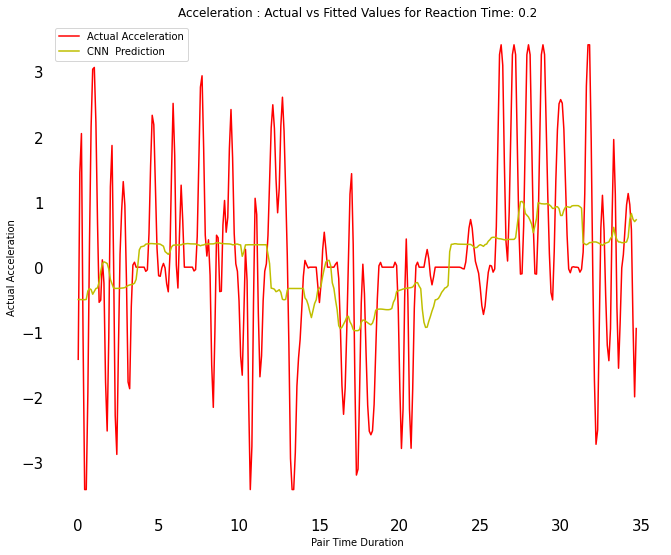 Acceleration : Actual vs Fitted Values for Reaction Time: 0.2
Actual Acceleration
CNN  Prediction
3
2
1
0
−1
−2
−3
Actual Acceleration
0 5 10 15 20 25 30 35
Pair Time Duration